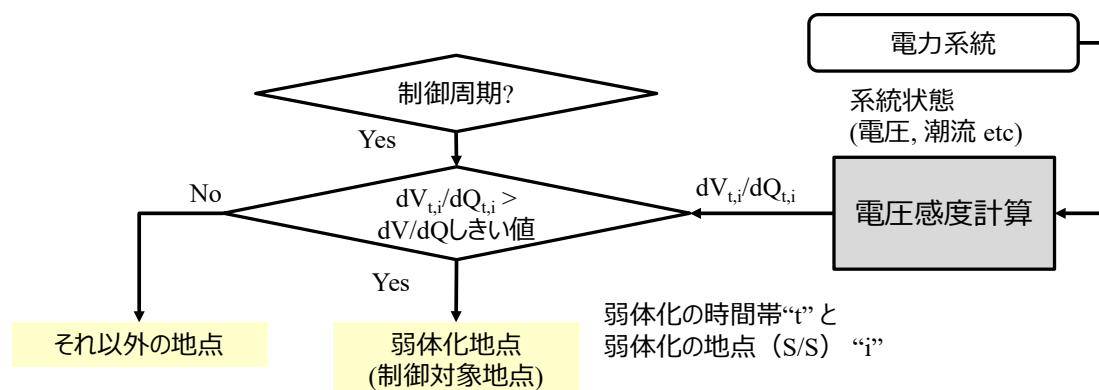 電力系統
制御周期?
系統状態
(電圧, 潮流 etc)
Yes
No
dVt,i/dQt,i >
dV/dQしきい値
dVt,i/dQt,i
電圧感度計算
Yes
それ以外の地点
弱体化地点
(制御対象地点)
弱体化の時間帯“t” と
弱体化の地点（S/S） “i”